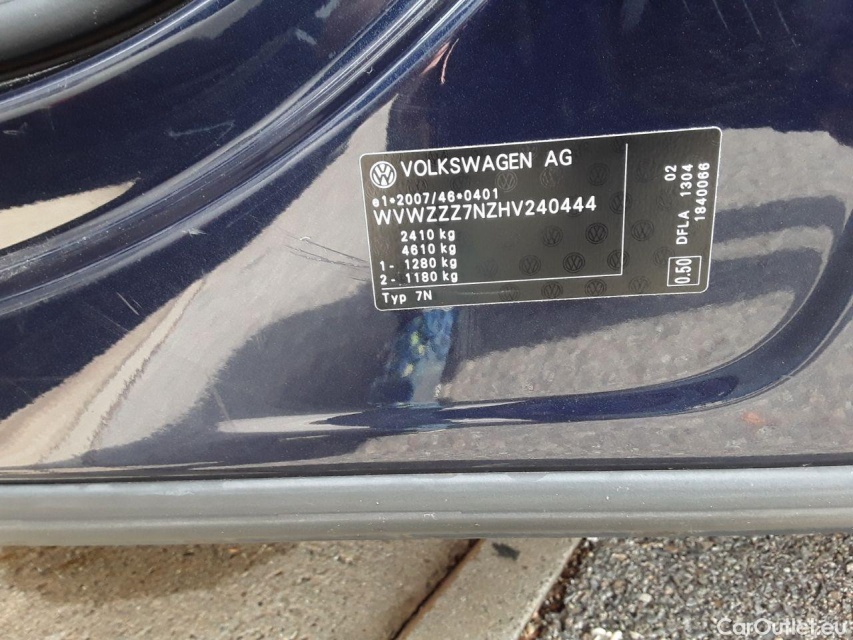 VOLKSWAGEN AG
e1*2007/46*0401
WVWZZZ7NZHV240444
2410 kg
4610 kg
1- 1280 kg
2- 1180 kg
Typ 7N
0.50 DFLA 1304 02
1840066
CarOutlet.eu